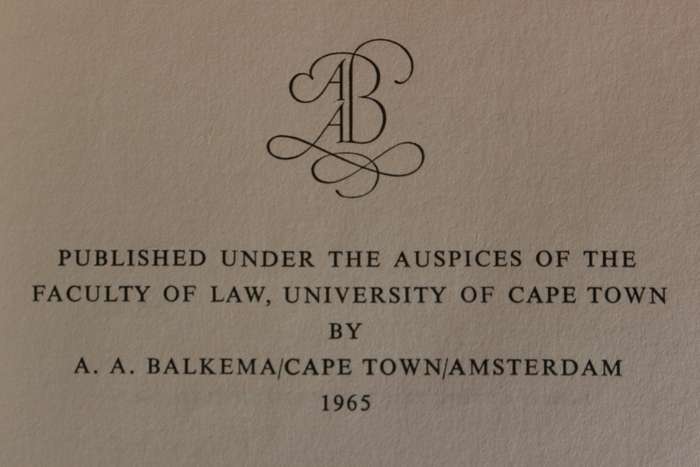 AAB
PUBLISHED UNDER THE AUSPICES OF THE
FACULTY OF LAW, UNIVERSITY OF CAPE TOWN
BY
A. A. BALKEMA/CAPE TOWN/AMSTERDAM
1965